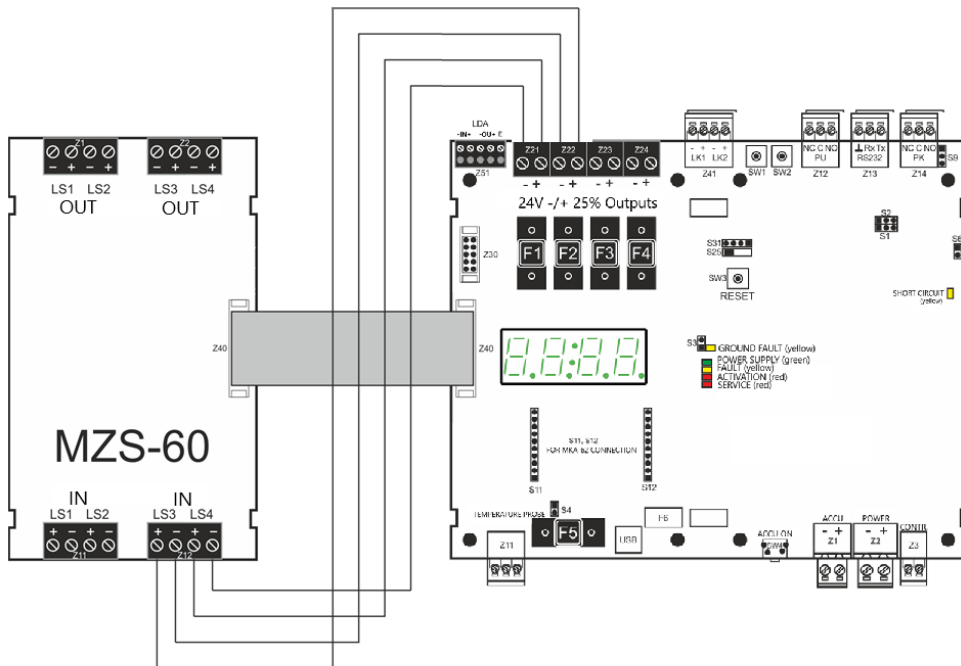 Z1
Z2
- + - +
- + - +
LS1 LS2
LS3 LS4
OUT
OUT
Z40
MZS-60
IN
IN
LS1 LS2
LS3 LS4
+ - + -
+ - + -
Z11
Z12
LDA
-IN+ -OU+ E
Z51
Z21 Z22 Z23 Z24
- + - + - + - +
24V -/+ 25% Outputs
F1 F2 F3 F4
Z30
Z40
- + - +
LK1 LK2
Z41
SW1 SW2
NC C NO
PU
Z12
Rx Tx
RS232
Z13
NC C NO
PK
Z14
S9
S2
S1
S31
S25
SW3
RESET
SHORT CIRCUIT
(yellow)
S3
GROUND FAULT (yellow)
POWER SUPPLY (green)
FAULT (yellow)
ACTIVATION (red)
SERVICE (red)
88:88.
S11, S12
FOR MKA-62 CONNECTION
S11
S12
TEMPERATURE PROBE
S4
F5
Z11
USB
F6
ACCU ON
SW4
ACCU
- +
Z1
POWER
- +
Z2
CONTR
Z3